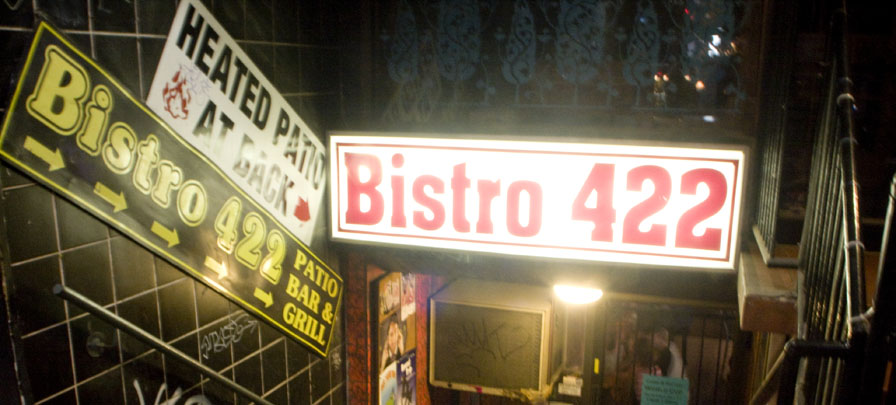 HEATED PATIO
AT BACK
Bistro 422
PATIO
BAR &
GRILL
Bistro 422